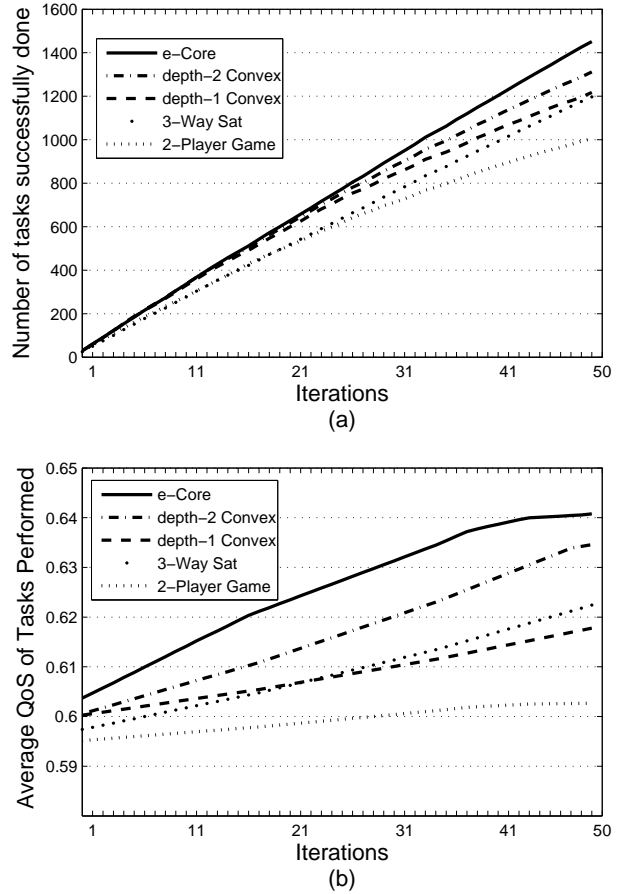 1600
1400
1200
1000
800
600
400
200
0
Number of tasks successfully done
e-Core
depth-2 Convex
depth-1 Convex
3-Way Sat
2-Player Game
1 11 21 31 41 50
Iterations
(a)
0.65
0.64
0.63
0.62
0.61
0.6
0.59
Average QoS of Tasks Performed
e-Core
depth-2 Convex
depth-1 Convex
3-Way Sat
2-Player Game
1 11 21 31 41 50
Iterations
(b)